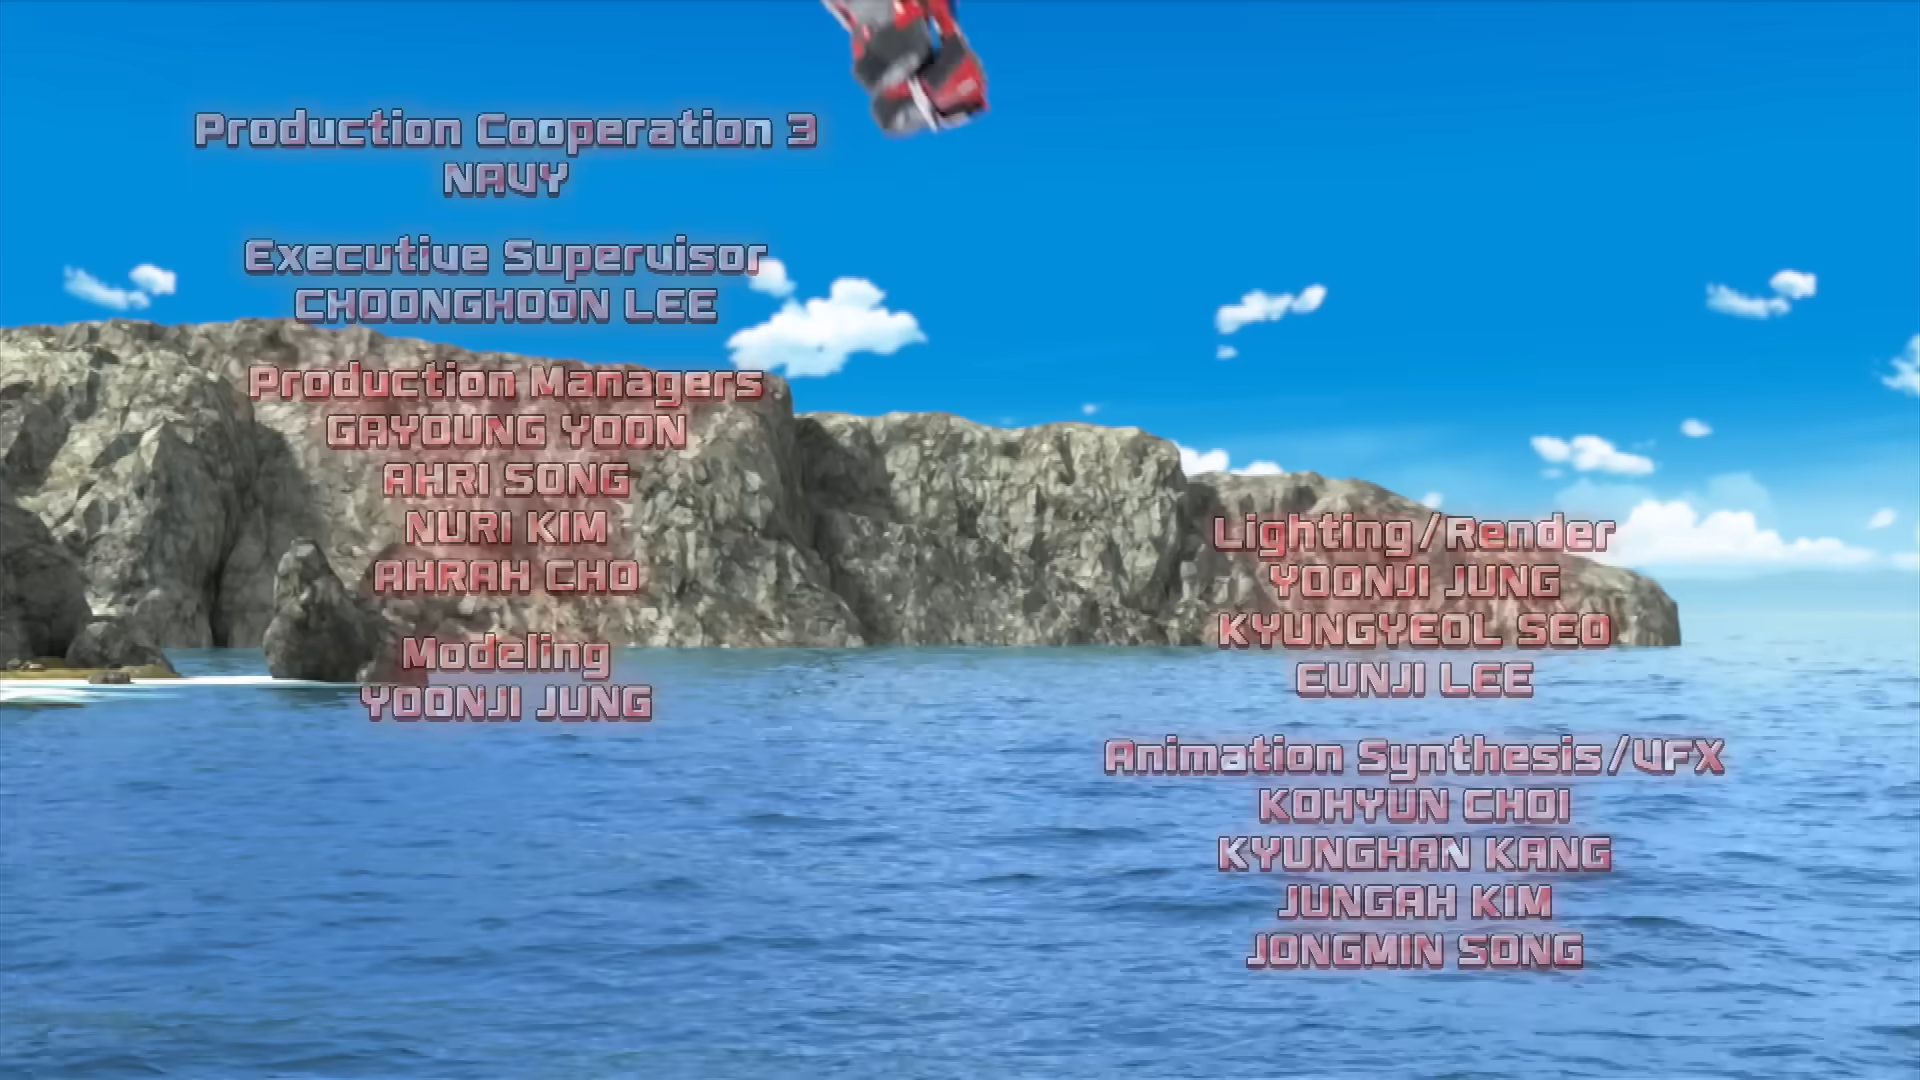 Production Cooperation 3
NAVY
Executive Supervisor
CHOONGHOON LEE
Production Managers
GAYOUNG YOON
AHRI SONG
NURI KIM
AHRAH CHO
Modeling
YOONJI JUNG
Lighting/Render
YOONJI JUNG
KYUNGYEOL SEO
EUNJI LEE
Animation Synthesis/VFX
KOHYUN CHOI
KYUNGHAN KANG
JUNGAH KIM
JONGMIN SONG